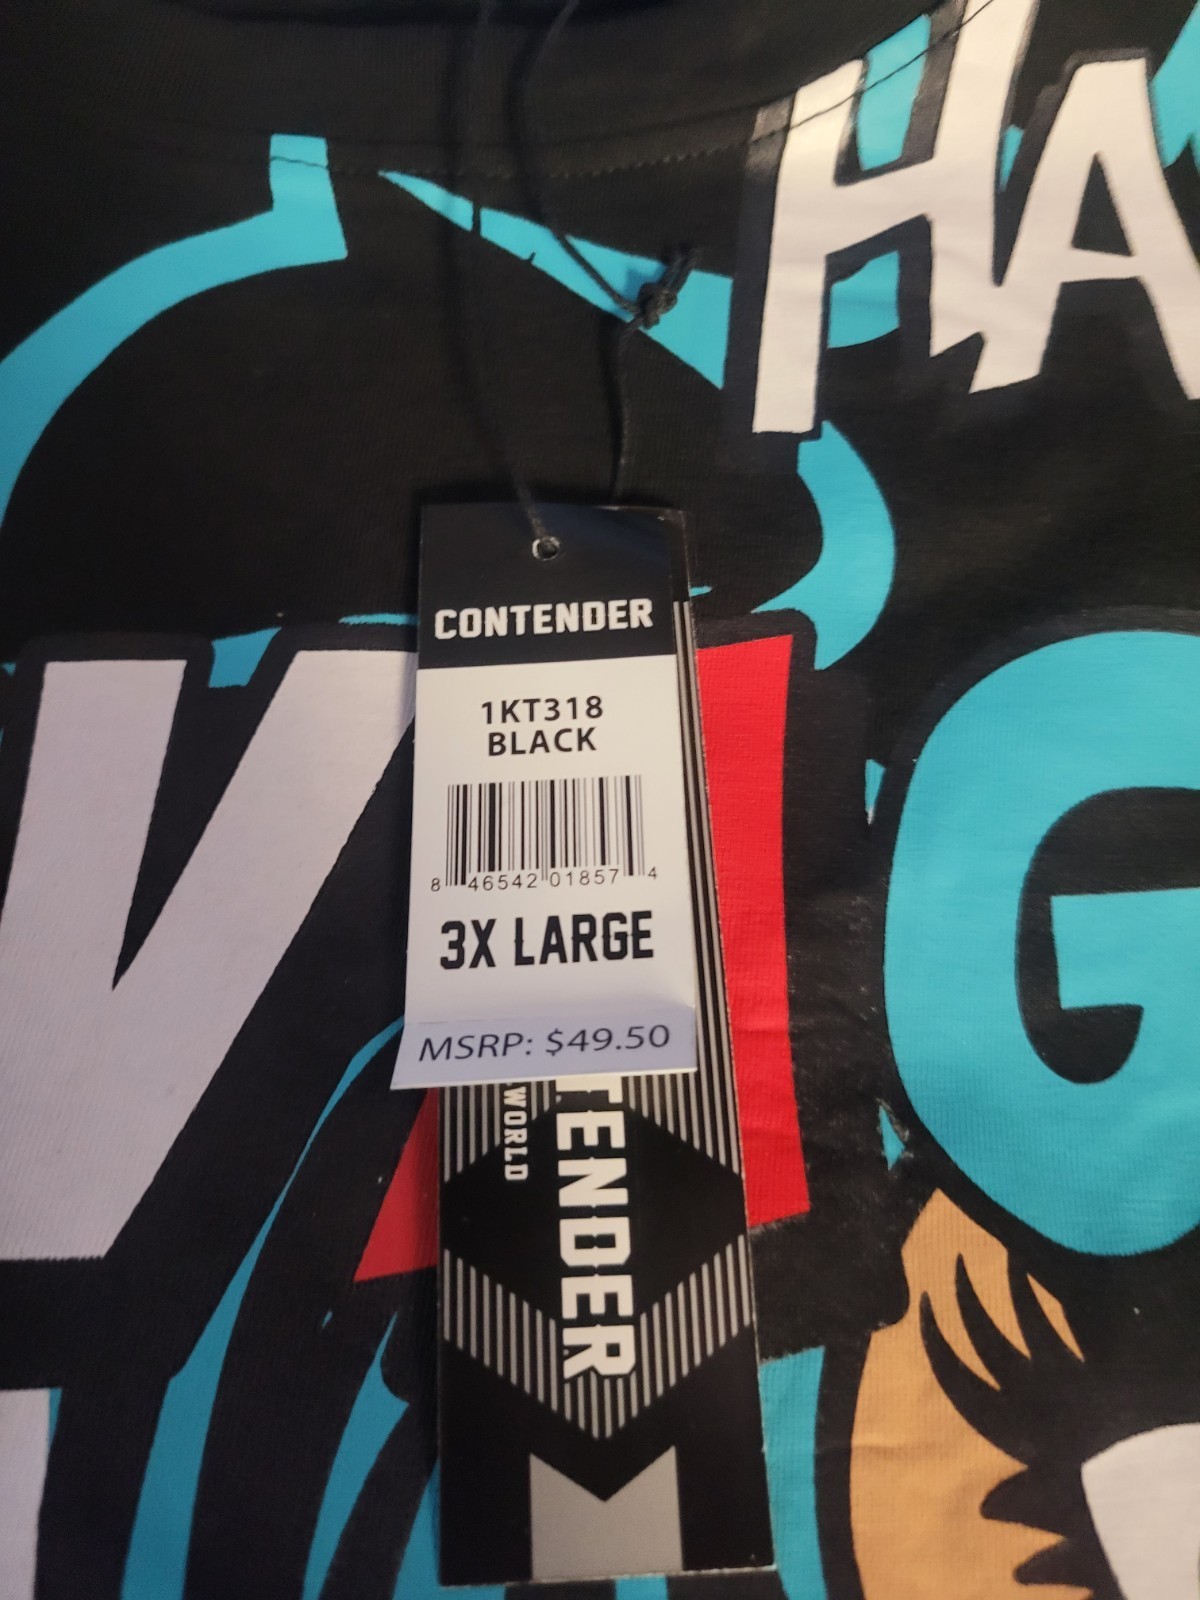 HA
V
G
CONTENDER
1KT318
BLACK
8 46542 01857 4
3X LARGE
MSRP: $49.50
WORLD
TENDER